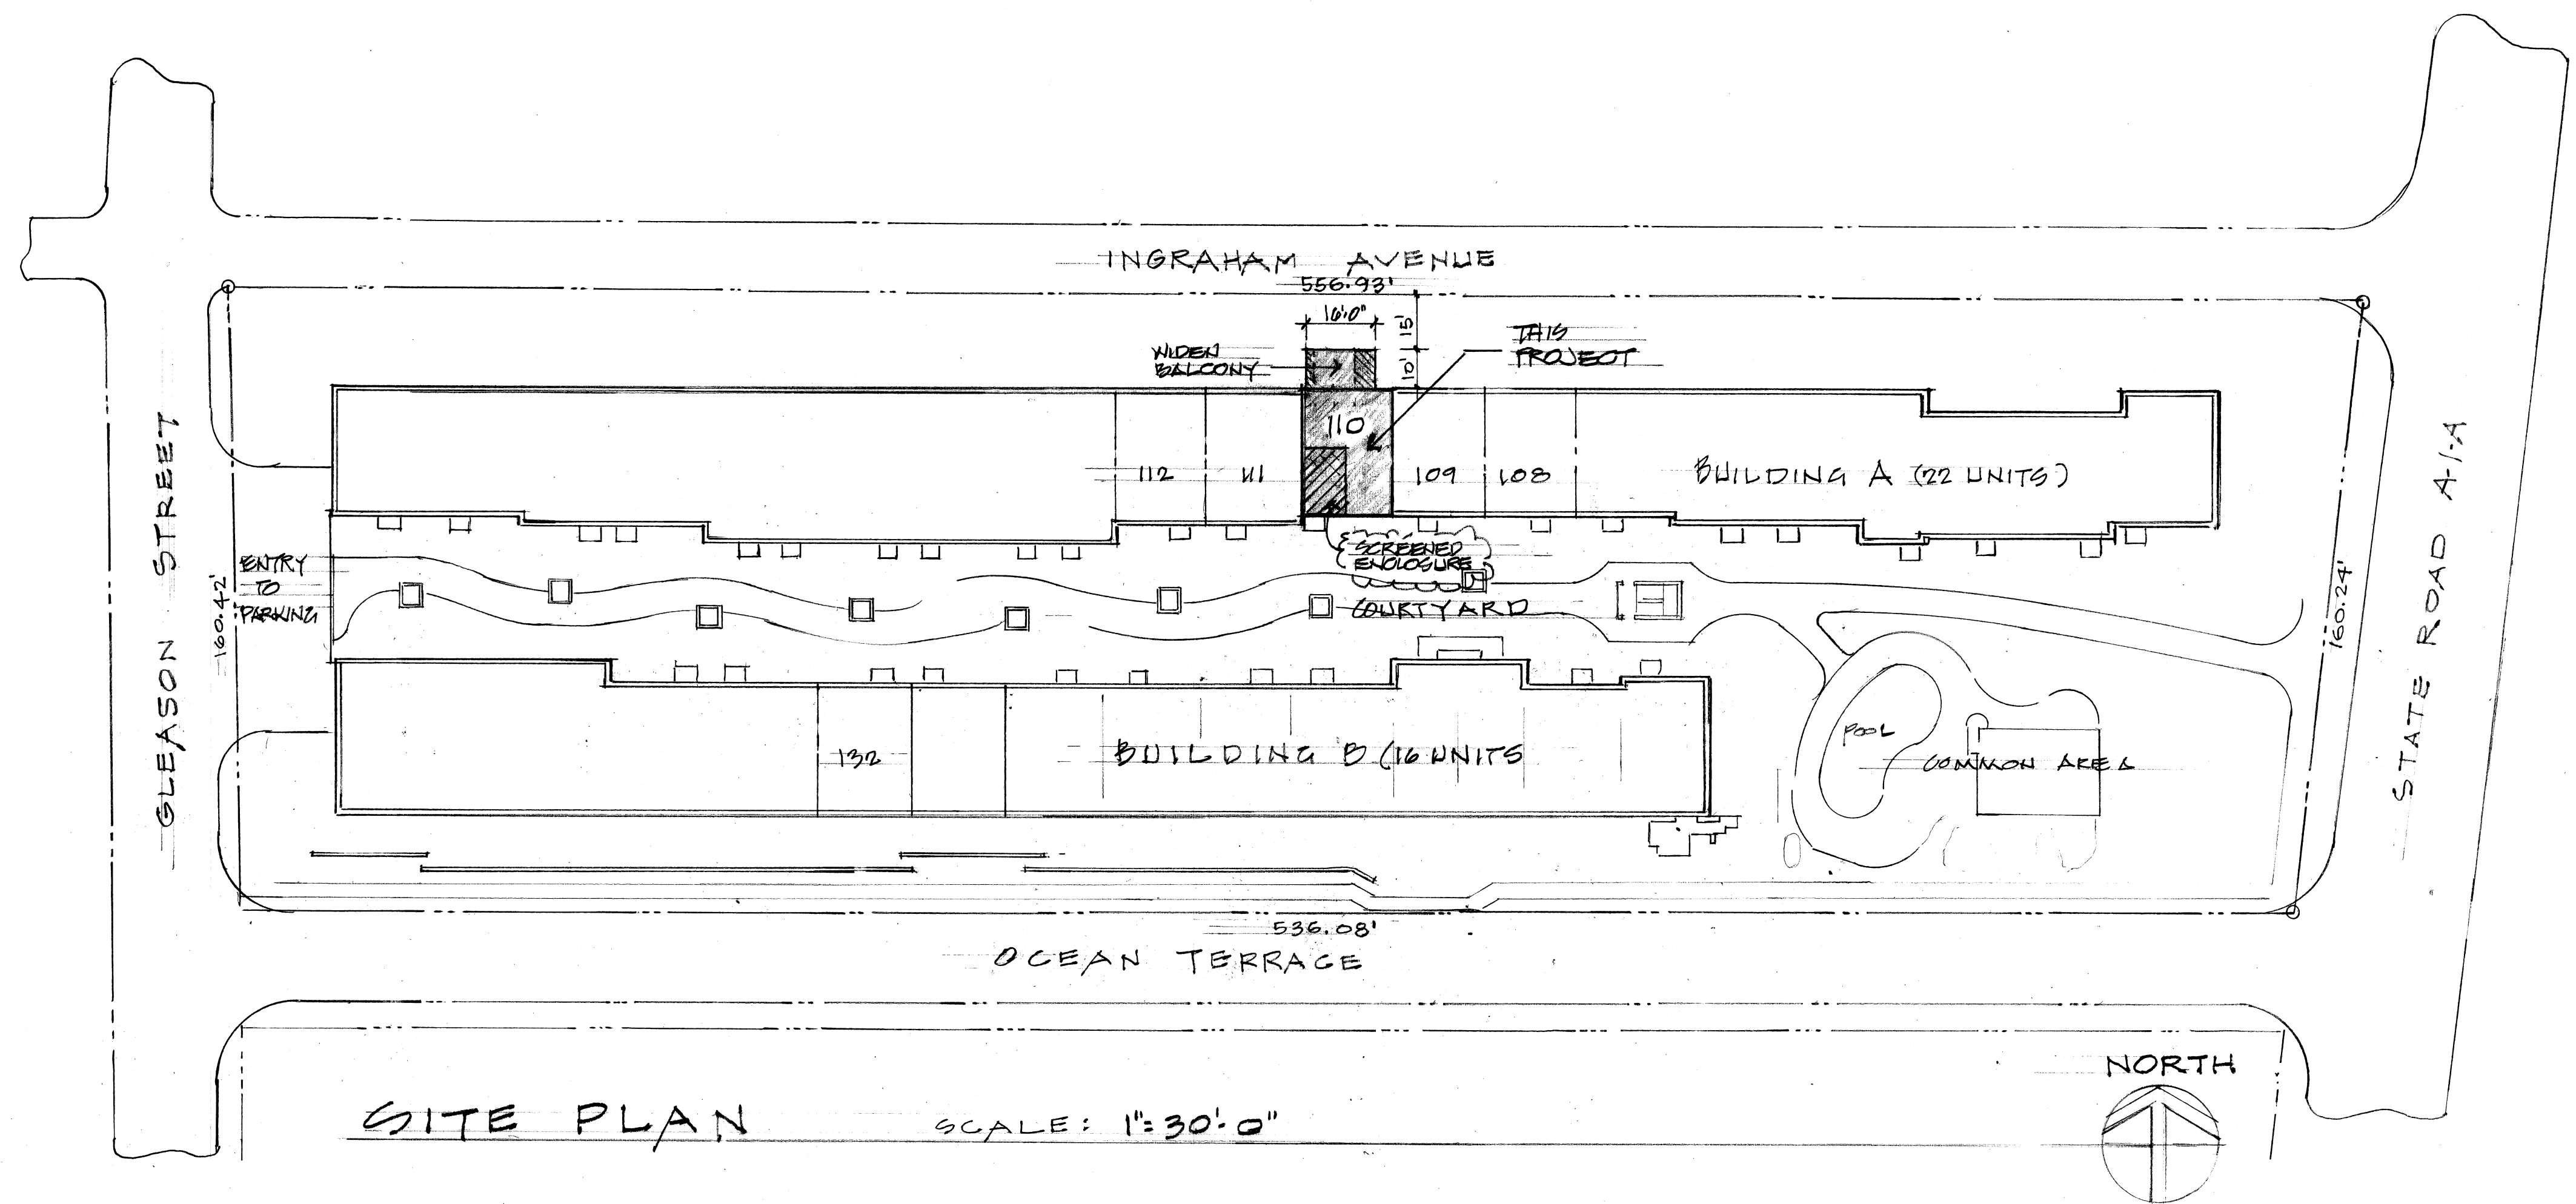 INGRAHAM AVENUE
556.93'
16'0"
15'
10'
WIDEN
BALCONY
THIS
PROJECT
110
112
111
109
108
BUILDING A (22 UNITS)
SCREENED
ENCLOSURE
COURTYARD
ENTRY
TO
PARKING
160.42'
GLEASON STREET
160.24'
STATE ROAD A-1-A
132
BUILDING B (16 UNITS
POOL
COMMON AREA
536.08'
OCEAN TERRACE
NORTH
SITE PLAN
SCALE: 1"=30'-0"